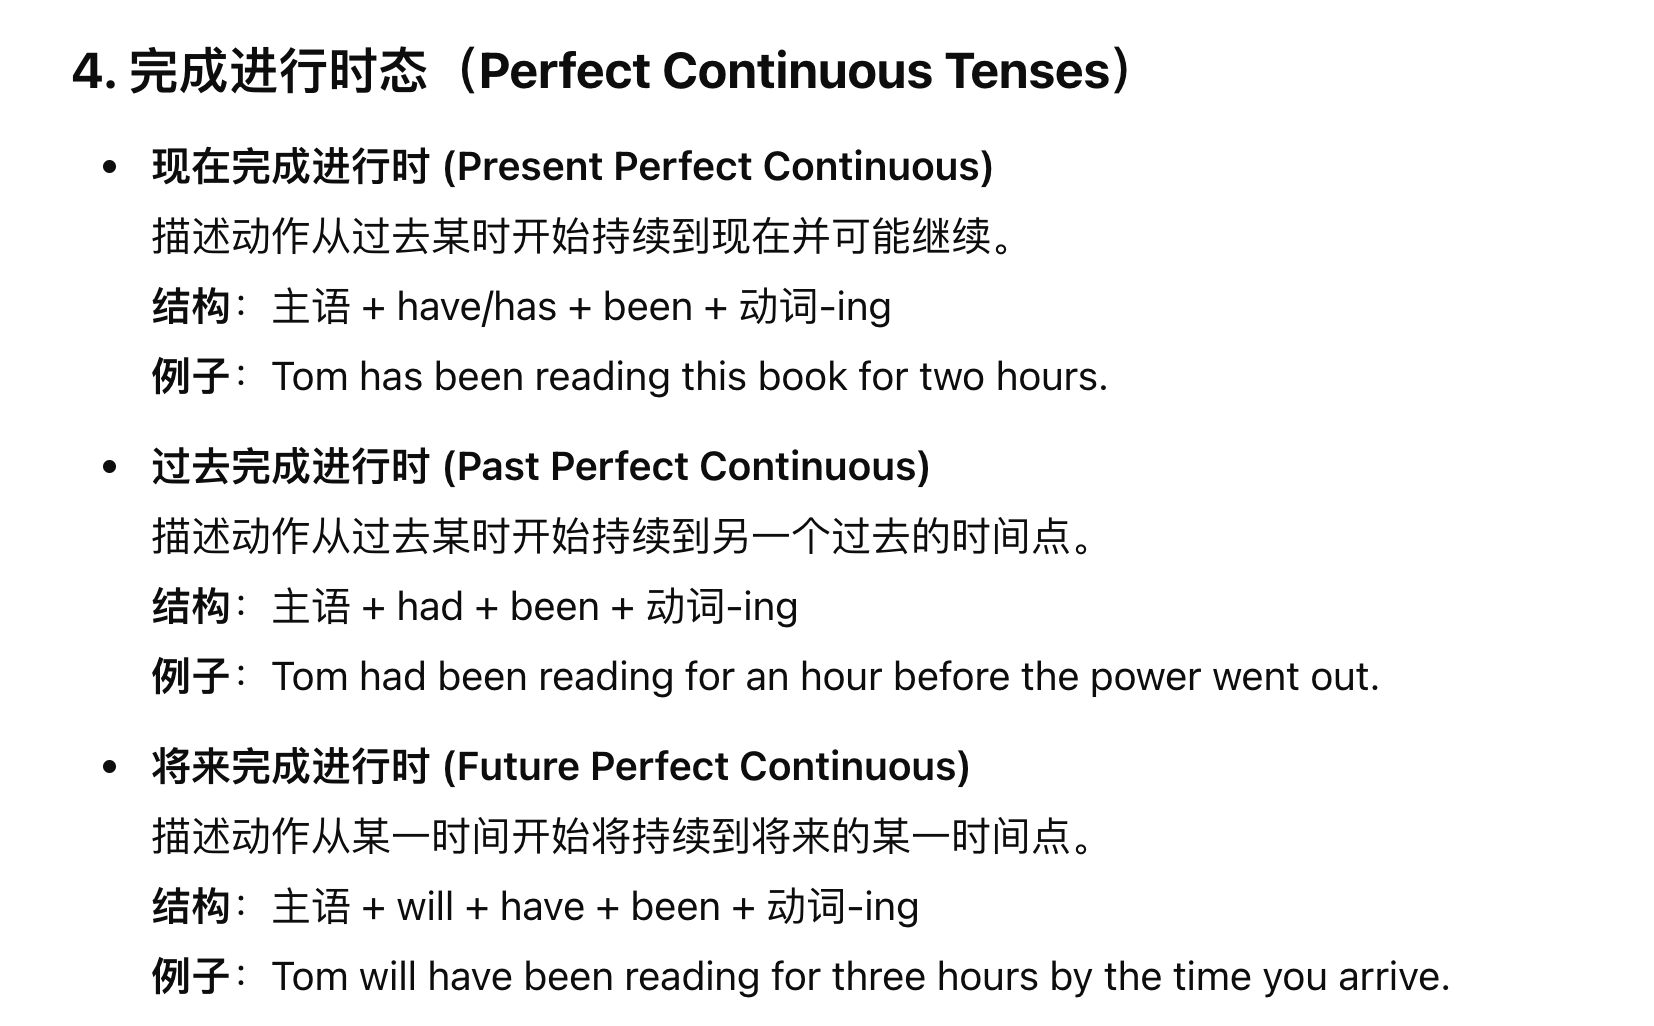 4. 完成进行时态（Perfect Continuous Tenses）
• 现在完成进行时 (Present Perfect Continuous)
描述动作从过去某时开始持续到现在并可能继续。
结构：主语 + have/has + been + 动词-ing
例子：Tom has been reading this book for two hours.
• 过去完成进行时 (Past Perfect Continuous)
描述动作从过去某时开始持续到另一个过去的时间点。
结构：主语 + had + been + 动词-ing
例子：Tom had been reading for an hour before the power went out.
• 将来完成进行时 (Future Perfect Continuous)
描述动作从某一时间开始将持续到将来的某一时间点。
结构：主语 + will + have + been + 动词-ing
例子：Tom will have been reading for three hours by the time you arrive.